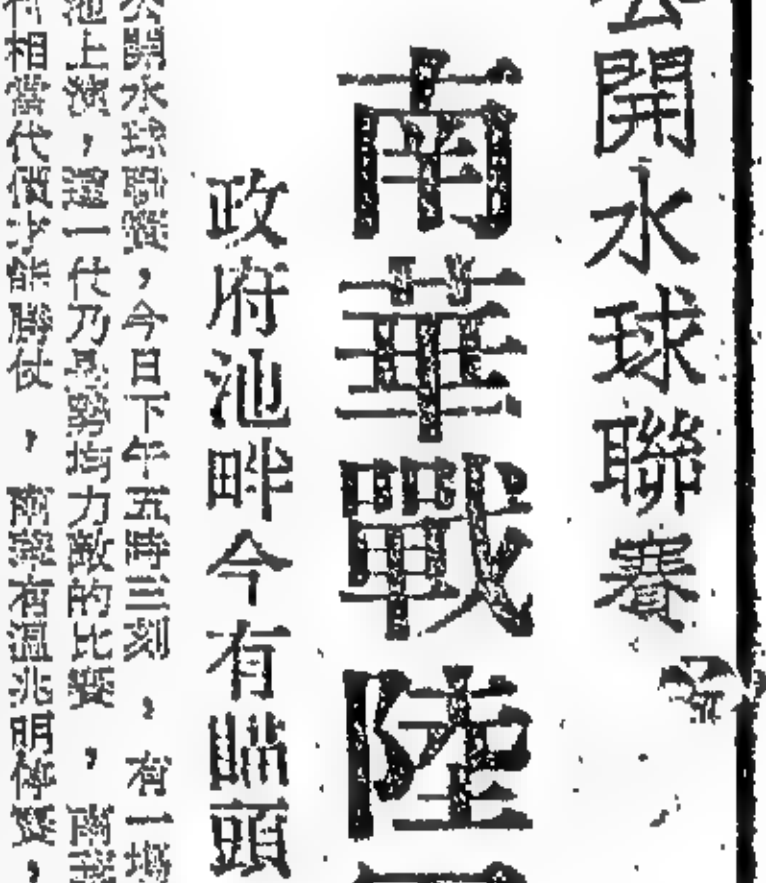 公開水球聯賽
南華戰陸
政府池畔今有睇頭
公開水球聯賽，今日下午五時三刻，有一場
池上演，這一代乃是勢均力敵的比賽，南
相當代價才能勝仗，南華有溫兆明停賽，